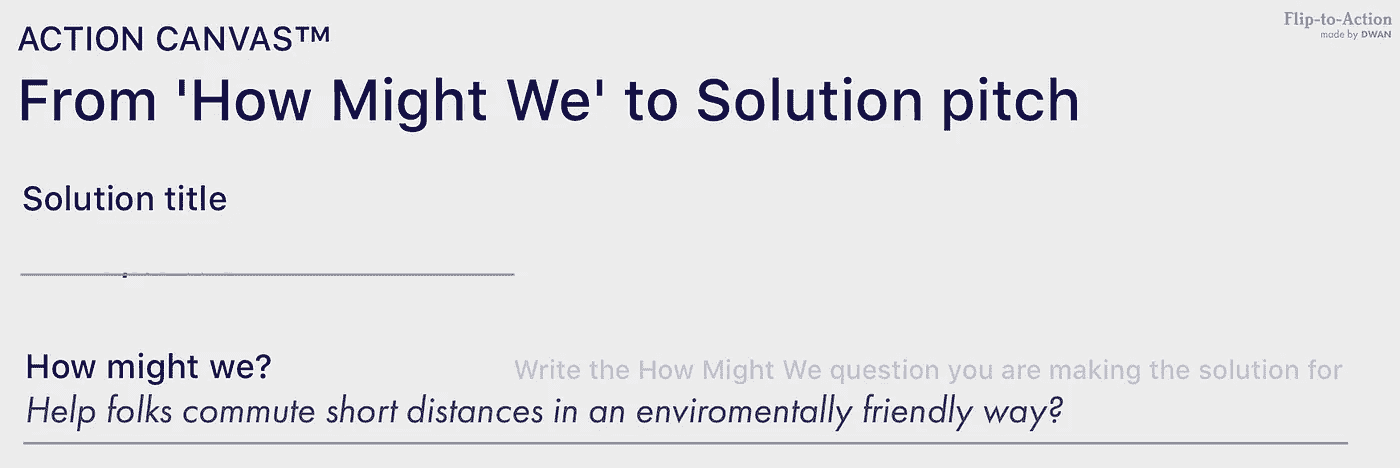 Flip-to-Action
made by DWAN
ACTION CANVAS™
From 'How Might We' to Solution pitch
Solution title
How might we?
Write the How Might We question you are making the solution for
Help folks commute short distances in an enviromentally friendly way?